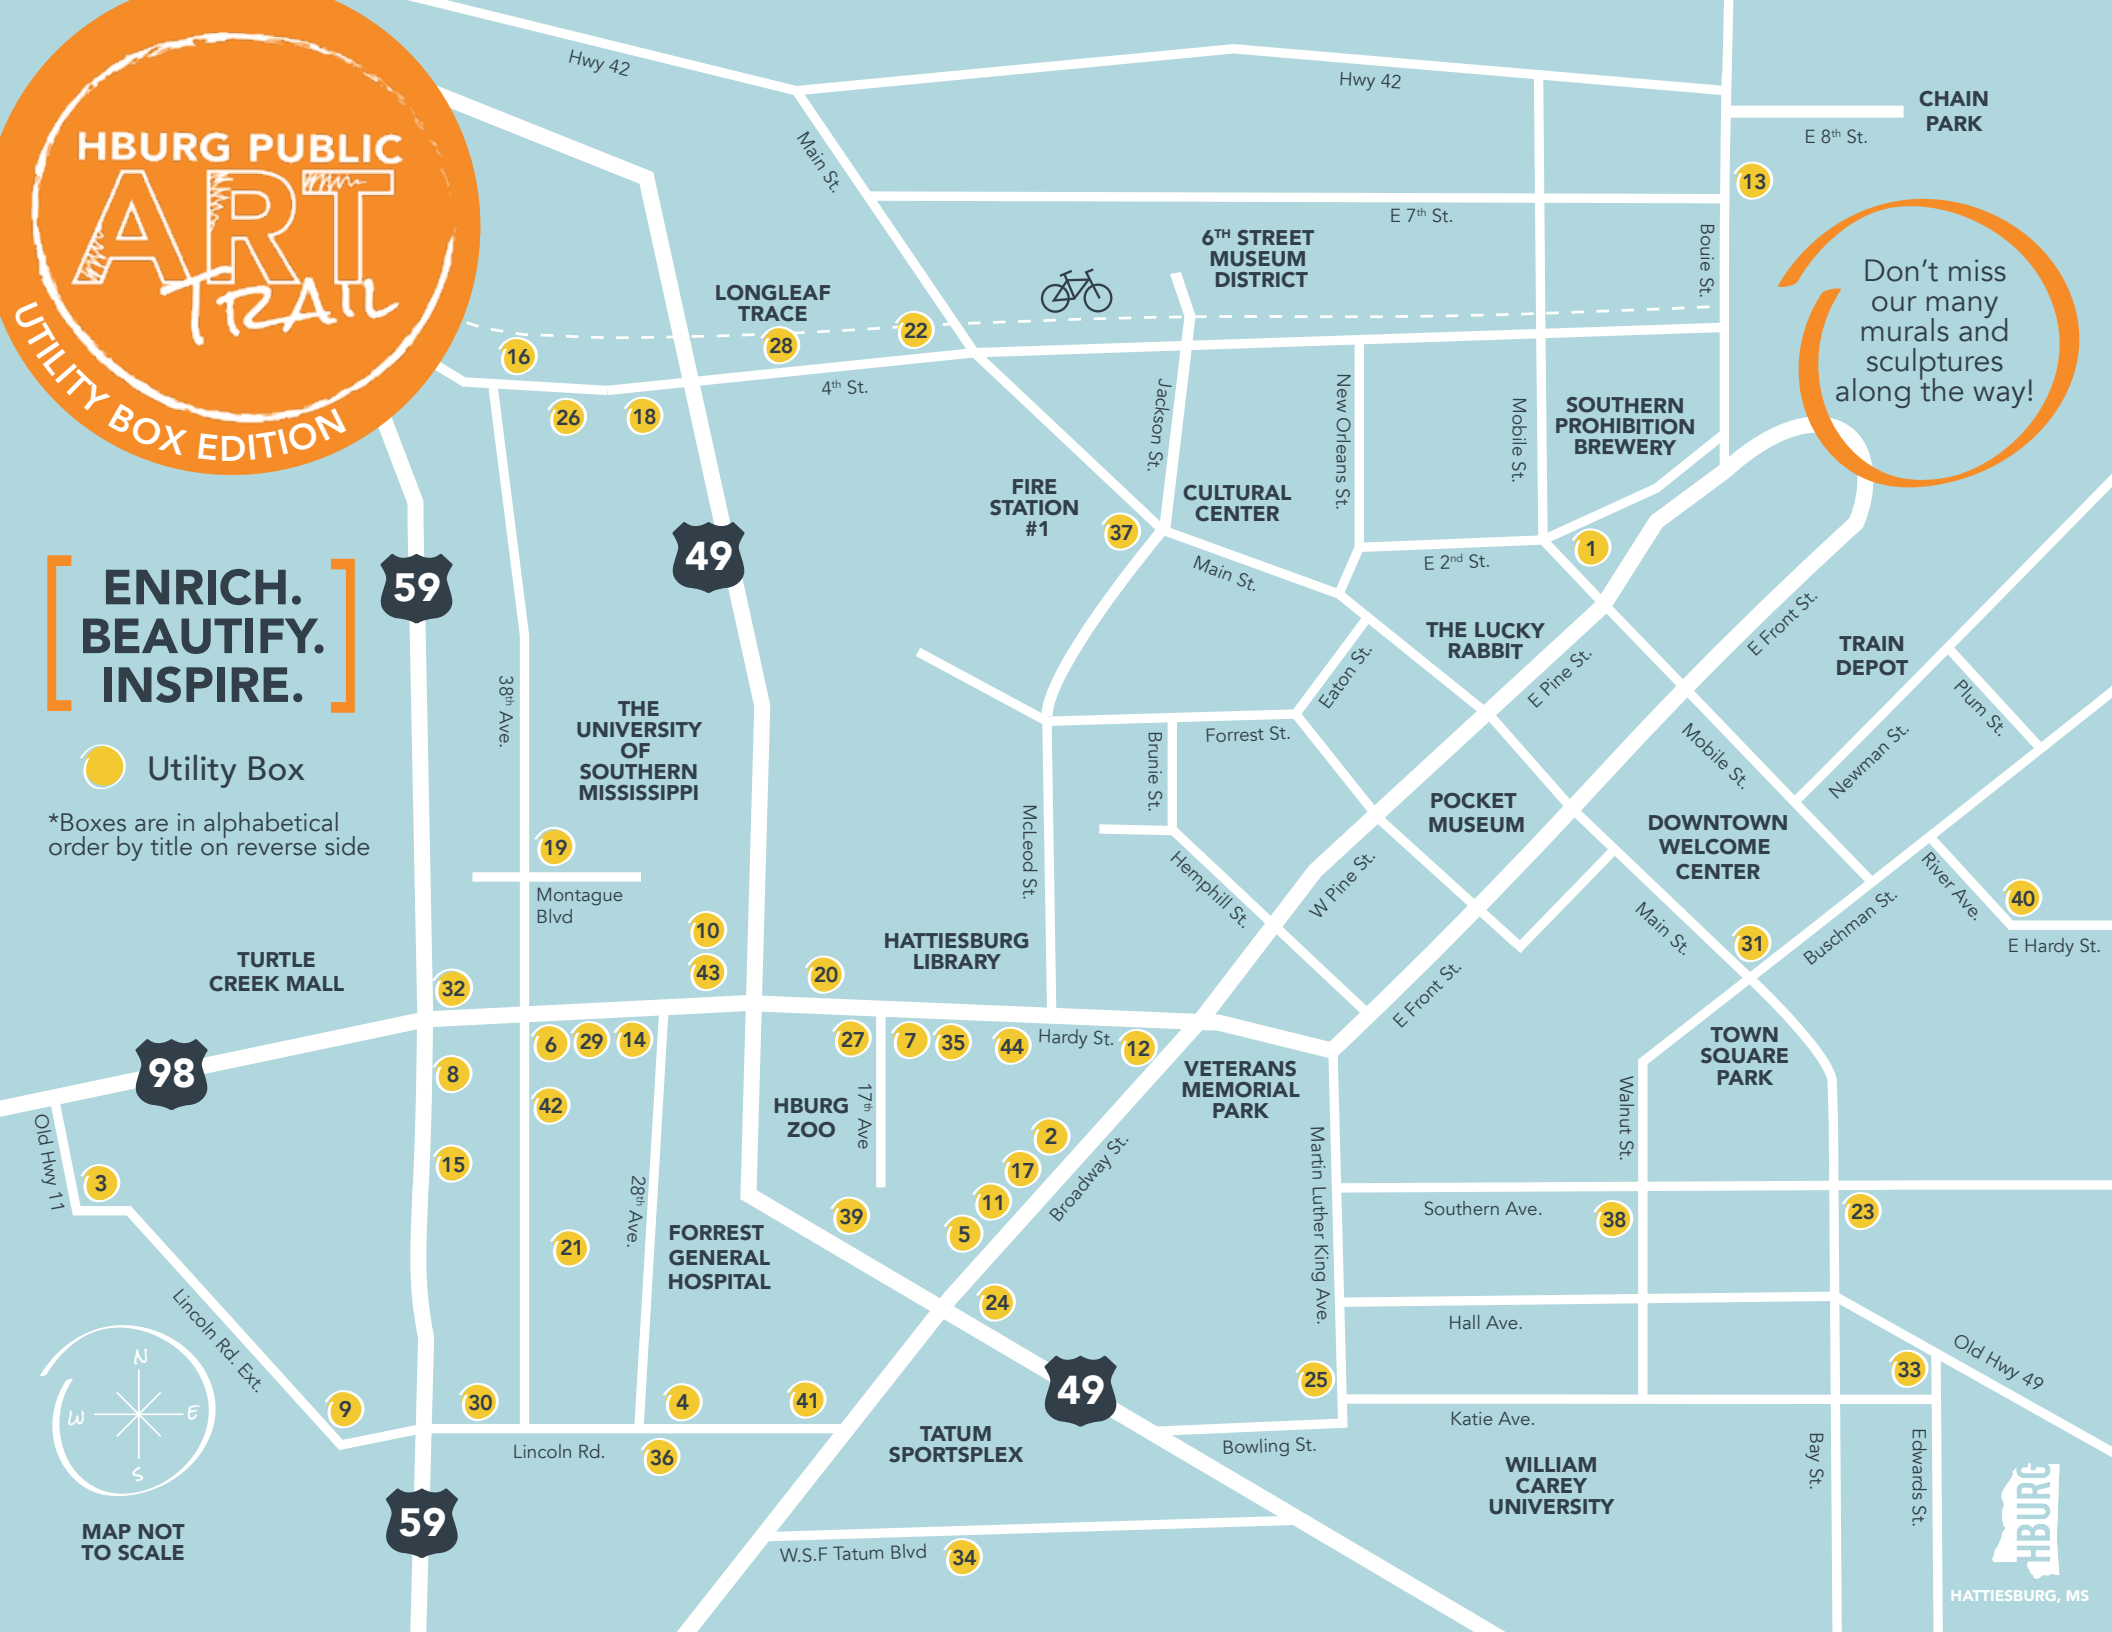 HBURG PUBLIC
ART
TRAIL
UTILITY BOX EDITION
[ENRICH.
BEAUTIFY.
INSPIRE.]
Utility Box
*Boxes are in alphabetical
order by title on reverse side
Don't miss
our many
murals and
sculptures
along the way!
Hwy 42
Hwy 42
CHAIN
PARK
E 8th St.
Main St.
13
E 7th St.
6TH STREET
MUSEUM
DISTRICT
Bouie St.
LONGLEAF
TRACE
16
28
22
26
18
4th St.
Jackson St.
New Orleans St.
Mobile St.
SOUTHERN
PROHIBITION
BREWERY
FIRE
STATION
#1
37
CULTURAL
CENTER
1
59
49
Main St.
E 2nd St.
E Front St.
THE LUCKY
RABBIT
E Pine St.
TRAIN
DEPOT
Eaton St.
38th Ave.
THE
UNIVERSITY
OF
SOUTHERN
MISSISSIPPI
Forrest St.
Brunie St.
Plum St.
Mobile St.
Newman St.
McLeod St.
POCKET
MUSEUM
DOWNTOWN
WELCOME
CENTER
19
Montague
Blvd
Hemphill St.
W Pine St.
River Ave.
40
10
43
20
HATTIESBURG
LIBRARY
Main St.
31
Buschman St.
E Hardy St.
TURTLE
CREEK MALL
32
E Front St.
98
6
29
14
27
7
35
44
Hardy St.
12
VETERANS
MEMORIAL
PARK
TOWN
SQUARE
PARK
8
42
HBURG
ZOO
17th Ave
Walnut St.
Old Hwy 11
3
15
2
17
11
5
Broadway St.
Martin Luther King Ave.
28th Ave.
39
Southern Ave.
38
23
21
FORREST
GENERAL
HOSPITAL
24
Lincoln Rd. Ext.
Hall Ave.
Old Hwy 49
33
N
W
E
S
9
30
4
41
49
25
Katie Ave.
Lincoln Rd.
36
TATUM
SPORTSPLEX
Bowling St.
Bay St.
Edwards St.
WILLIAM
CAREY
UNIVERSITY
MAP NOT
TO SCALE
59
W.S.F Tatum Blvd
34
HBURG
HATTIESBURG, MS